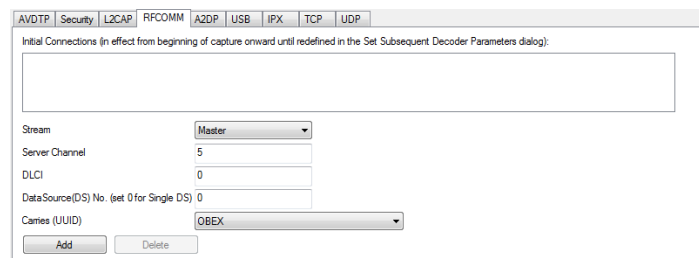 AVDTP Security L2CAP RFCOMM A2DP USB IPX TCP UDP
Initial Connections (in effect from beginning of capture onward until redefined in the Set Subsequent Decoder Parameters dialog):
Stream Master
Server Channel 5
DLCI 0
DataSource(DS) No. (set 0 for Single DS) 0
Carries (UUID) OBEX
Add Delete